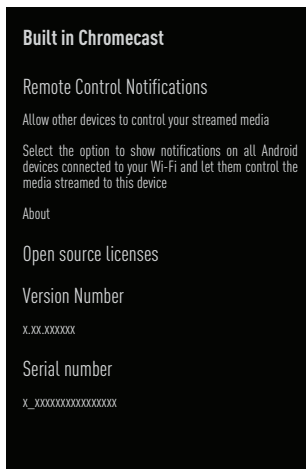 Built in Chromecast
Remote Control Notifications
Allow other devices to control your streamed media
Select the option to show notifications on all Android
devices connected to your Wi-Fi and let them control the
media streamed to this device
About
Open source licenses
Version Number
x.xx.xxxxxx
Serial number
x_xxxxxxxxxxxxxxxx